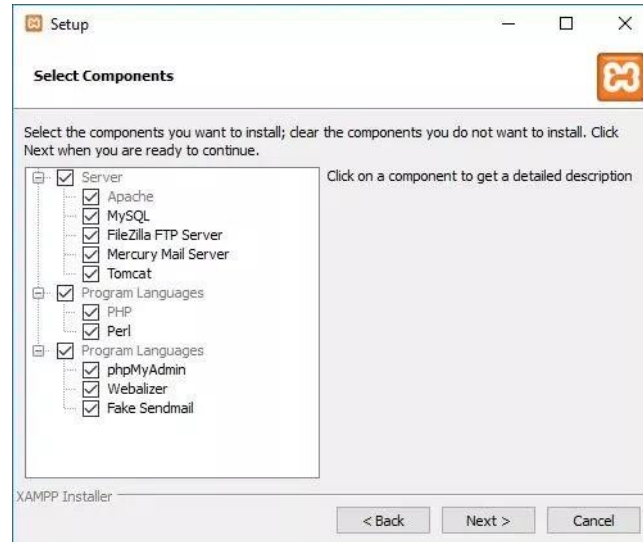 Setup
Select Components
Select the components you want to install; clear the components you do not want to install. Click
Next when you are ready to continue.
Server
Apache
MySQL
FileZilla FTP Server
Mercury Mail Server
Tomcat
Program Languages
PHP
Perl
Program Languages
phpMyAdmin
Webalizer
Fake Sendmail
Click on a component to get a detailed description
XAMPP Installer
< Back
Next >
Cancel